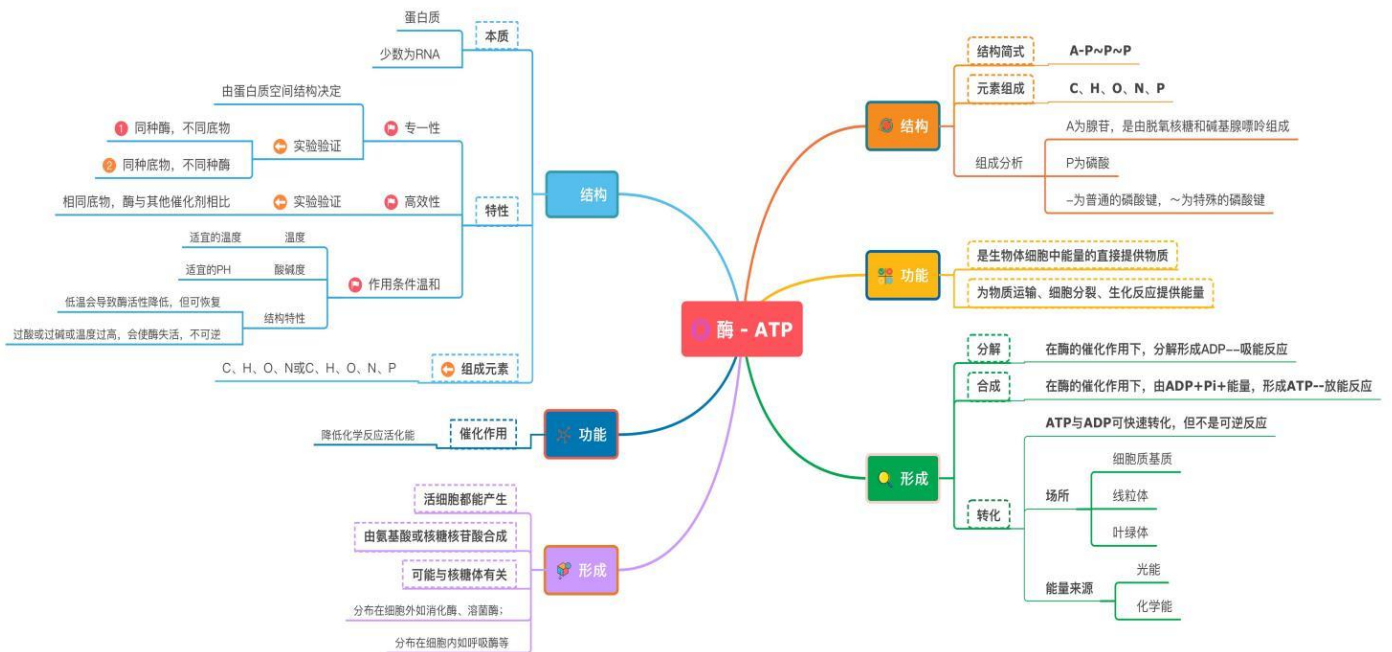 酶 - ATP
结构
本质
蛋白质
少数为RNA
特性
专一性
由蛋白质空间结构决定
实验验证
1 同种酶，不同底物
2 同种底物，不同种酶
高效性
实验验证
相同底物，酶与其他催化剂相比
作用条件温和
温度
适宜的温度
酸碱度
适宜的PH
结构特性
低温会导致酶活性降低，但可恢复
过酸或过碱或温度过高，会使酶失活，不可逆
组成元素
C、H、O、N或C、H、O、N、P
功能
催化作用
降低化学反应活化能
形成
活细胞都能产生
由氨基酸或核糖核苷酸合成
可能与核糖体有关
分布在细胞外如消化酶、溶菌酶；
分布在细胞内如呼吸酶等
结构
结构简式
A-P~P~P
元素组成
C、H、O、N、P
组成分析
A为腺苷，是由脱氧核糖和碱基腺嘌呤组成
P为磷酸
–为普通的磷酸键，～为特殊的磷酸键
功能
是生物体细胞中能量的直接提供物质
为物质运输、细胞分裂、生化反应提供能量
形成
分解
在酶的催化作用下，分解形成ADP--吸能反应
合成
在酶的催化作用下，由ADP+Pi+能量，形成ATP--放能反应
转化
ATP与ADP可快速转化，但不是可逆反应
场所
细胞质基质
线粒体
叶绿体
能量来源
光能
化学能